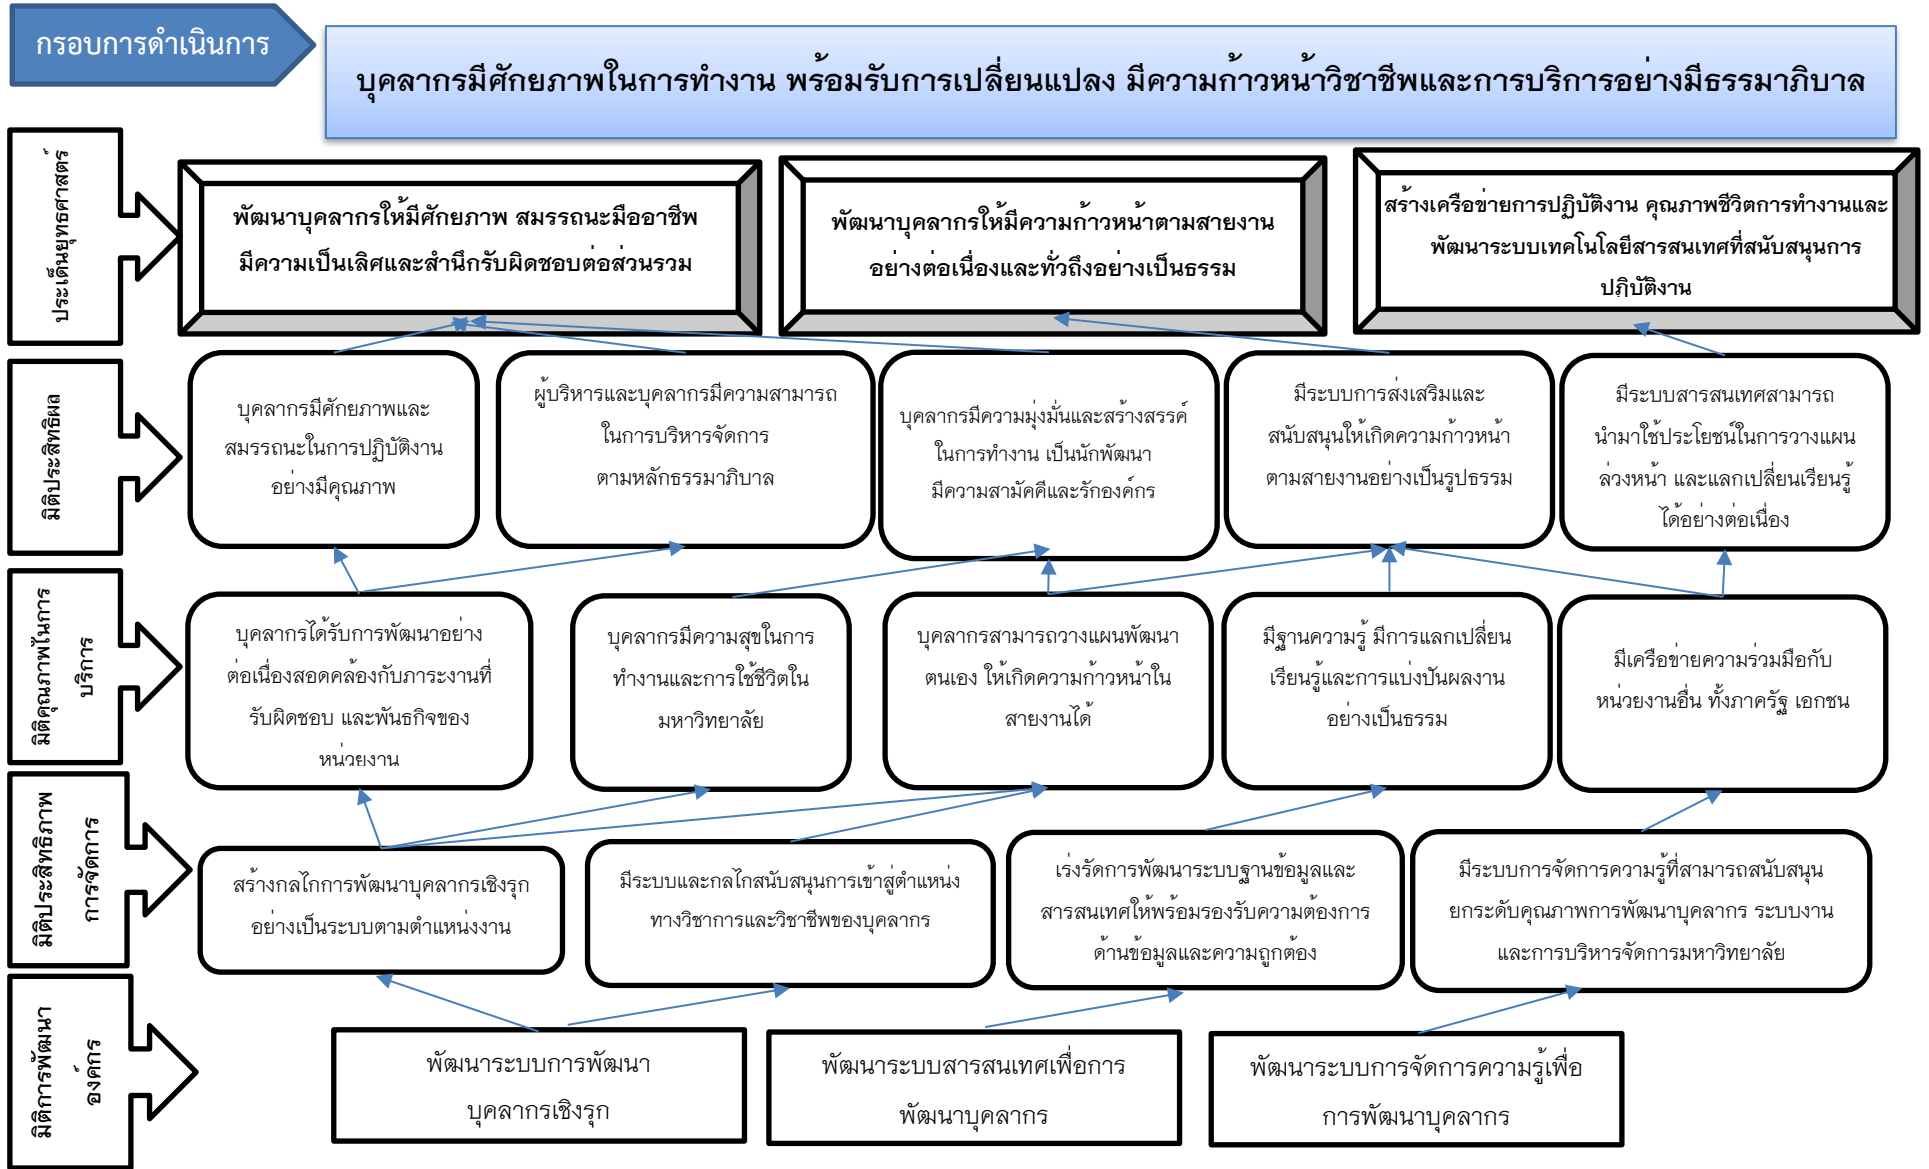 กรอบการดำเนินการ
บุคลากรมีศักยภาพในการทำงาน พร้อมรับการเปลี่ยนแปลง มีความก้าวหน้าวิชาชีพและการบริการอย่างมีธรรมาภิบาล
ประเด็นยุทธศาสตร์
พัฒนาบุคลากรให้มีศักยภาพ สมรรถนะมืออาชีพ
มีความเป็นเลิศและสำนึกรับผิดชอบต่อส่วนรวม
พัฒนาบุคลากรให้มีความก้าวหน้าตามสายงาน
อย่างต่อเนื่องและทั่วถึงอย่างเป็นธรรม
สร้างเครือข่ายการปฏิบัติงาน คุณภาพชีวิตการทำงานและ
พัฒนาระบบเทคโนโลยีสารสนเทศที่สนับสนุนการ
ปฏิบัติงาน
มิติประสิทธิผล
บุคลากรมีศักยภาพและ
สมรรถนะในการปฏิบัติงาน
อย่างมีคุณภาพ
ผู้บริหารและบุคลากรมีความสามารถ
ในการบริหารจัดการ
ตามหลักธรรมาภิบาล
บุคลากรมีความมุ่งมั่นและสร้างสรรค์
ในการทำงาน เป็นนักพัฒนา
มีความสามัคคีและรักองค์กร
มีระบบการส่งเสริมและ
สนับสนุนให้เกิดความก้าวหน้า
ตามสายงานอย่างเป็นรูปธรรม
มีระบบสารสนเทศสามารถ
นำมาใช้ประโยชน์ในการวางแผน
ล่วงหน้า และแลกเปลี่ยนเรียนรู้
ได้อย่างต่อเนื่อง
มิติคุณภาพในการ
บริการ
บุคลากรได้รับการพัฒนาอย่าง
ต่อเนื่องสอดคล้องกับภาระงานที่
รับผิดชอบ และพันธกิจของ
หน่วยงาน
บุคลากรมีความสุขในการ
ทำงานและการใช้ชีวิตใน
มหาวิทยาลัย
บุคลากรสามารถวางแผนพัฒนา
ตนเอง ให้เกิดความก้าวหน้าใน
สายงานได้
มีฐานความรู้ มีการแลกเปลี่ยน
เรียนรู้และการแบ่งปันผลงาน
อย่างเป็นธรรม
มีเครือข่ายความร่วมมือกับ
หน่วยงานอื่น ทั้งภาครัฐ เอกชน
มิติประสิทธิภาพ
การจัดการ
สร้างกลไกการพัฒนาบุคลากรเชิงรุก
อย่างเป็นระบบตามตำแหน่งงาน
มีระบบและกลไกสนับสนุนการเข้าสู่ตำแหน่ง
ทางวิชาการและวิชาชีพของบุคลากร
เร่งรัดการพัฒนาระบบฐานข้อมูลและ
สารสนเทศให้พร้อมรองรับความต้องการ
ด้านข้อมูลและความถูกต้อง
มีระบบการจัดการความรู้ที่สามารถสนับสนุน
ยกระดับคุณภาพการพัฒนาบุคลากร ระบบงาน
และการบริหารจัดการมหาวิทยาลัย
มิติการพัฒนา
องค์กร
พัฒนาระบบการพัฒนา
บุคลากรเชิงรุก
พัฒนาระบบสารสนเทศเพื่อการ
พัฒนาบุคลากร
พัฒนาระบบการจัดการความรู้เพื่อ
การพัฒนาบุคลากร